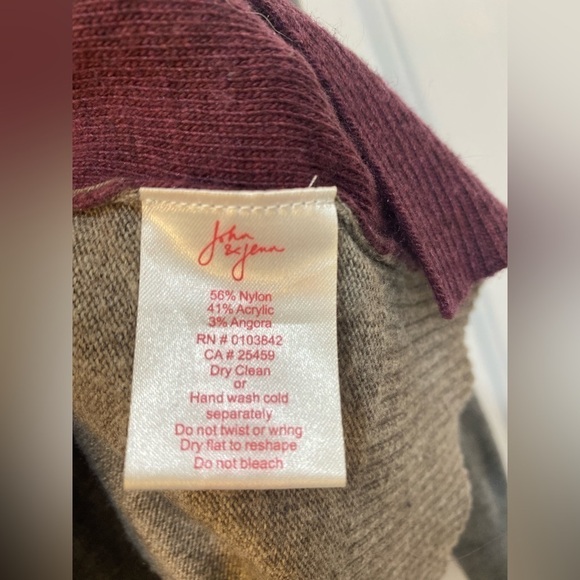 John
& Jenn
56% Nylon
41% Acrylic
3% Angora
RN # 0103842
CA # 25459
Dry Clean
or
Hand wash cold
separately
Do not twist or wring
Dry flat to reshape
Do not bleach